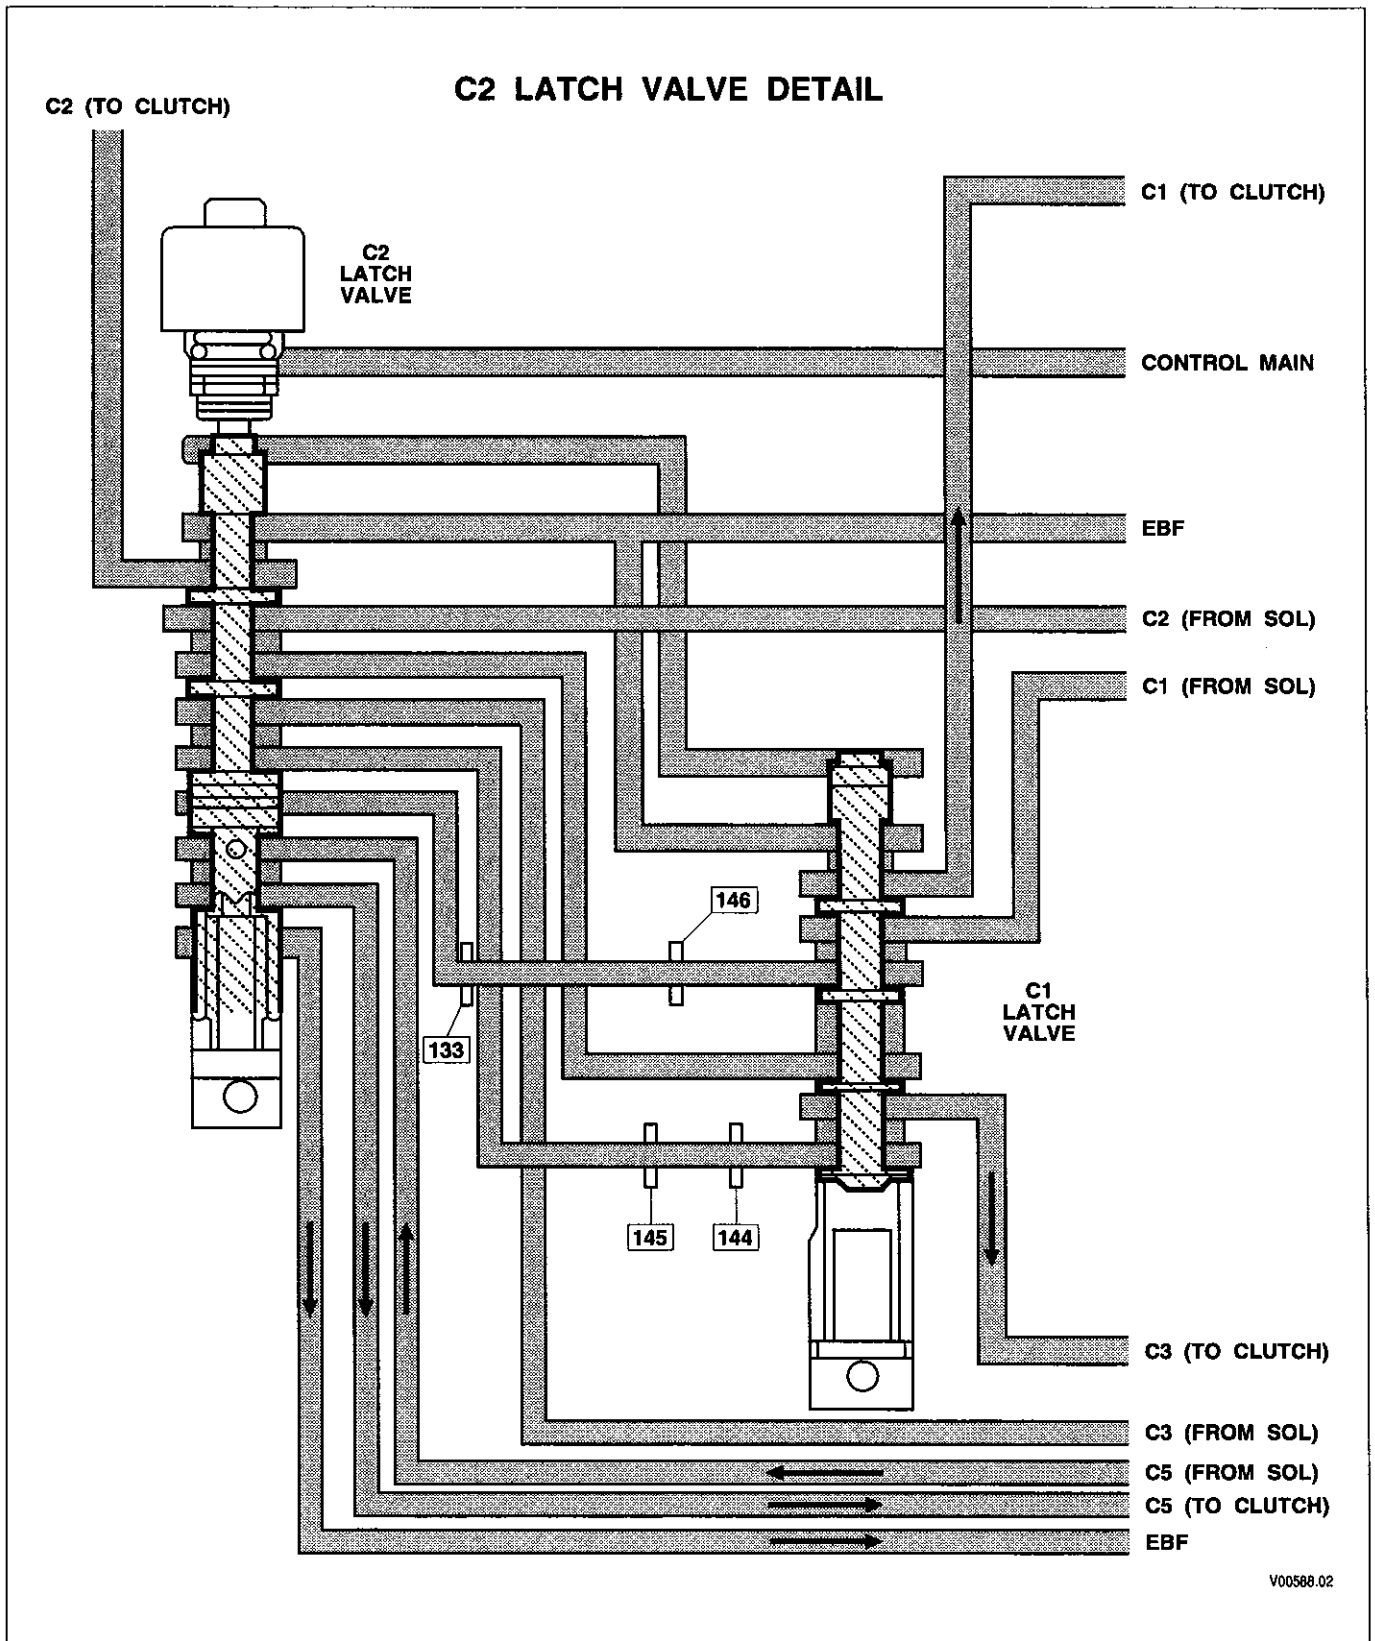 C2 LATCH VALVE DETAIL
C2 (TO CLUTCH)
C1 (TO CLUTCH)
C2
LATCH
VALVE
CONTROL MAIN
EBF
C2 (FROM SOL)
C1 (FROM SOL)
146
C1
LATCH
VALVE
133
145
144
C3 (TO CLUTCH)
C3 (FROM SOL)
C5 (FROM SOL)
C5 (TO CLUTCH)
EBF
V00588.02